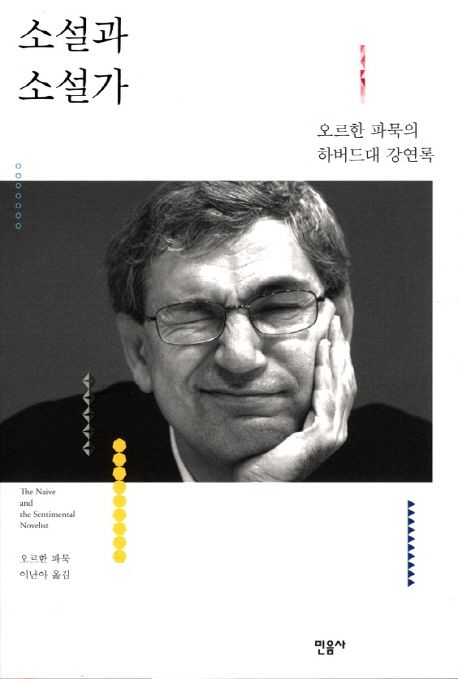 소설과
소설가
오르한 파묵의
하버드대 강연록
The Naive
and
the Sentimental
Novelist
오르한 파묵
이난아 옮김
민음사